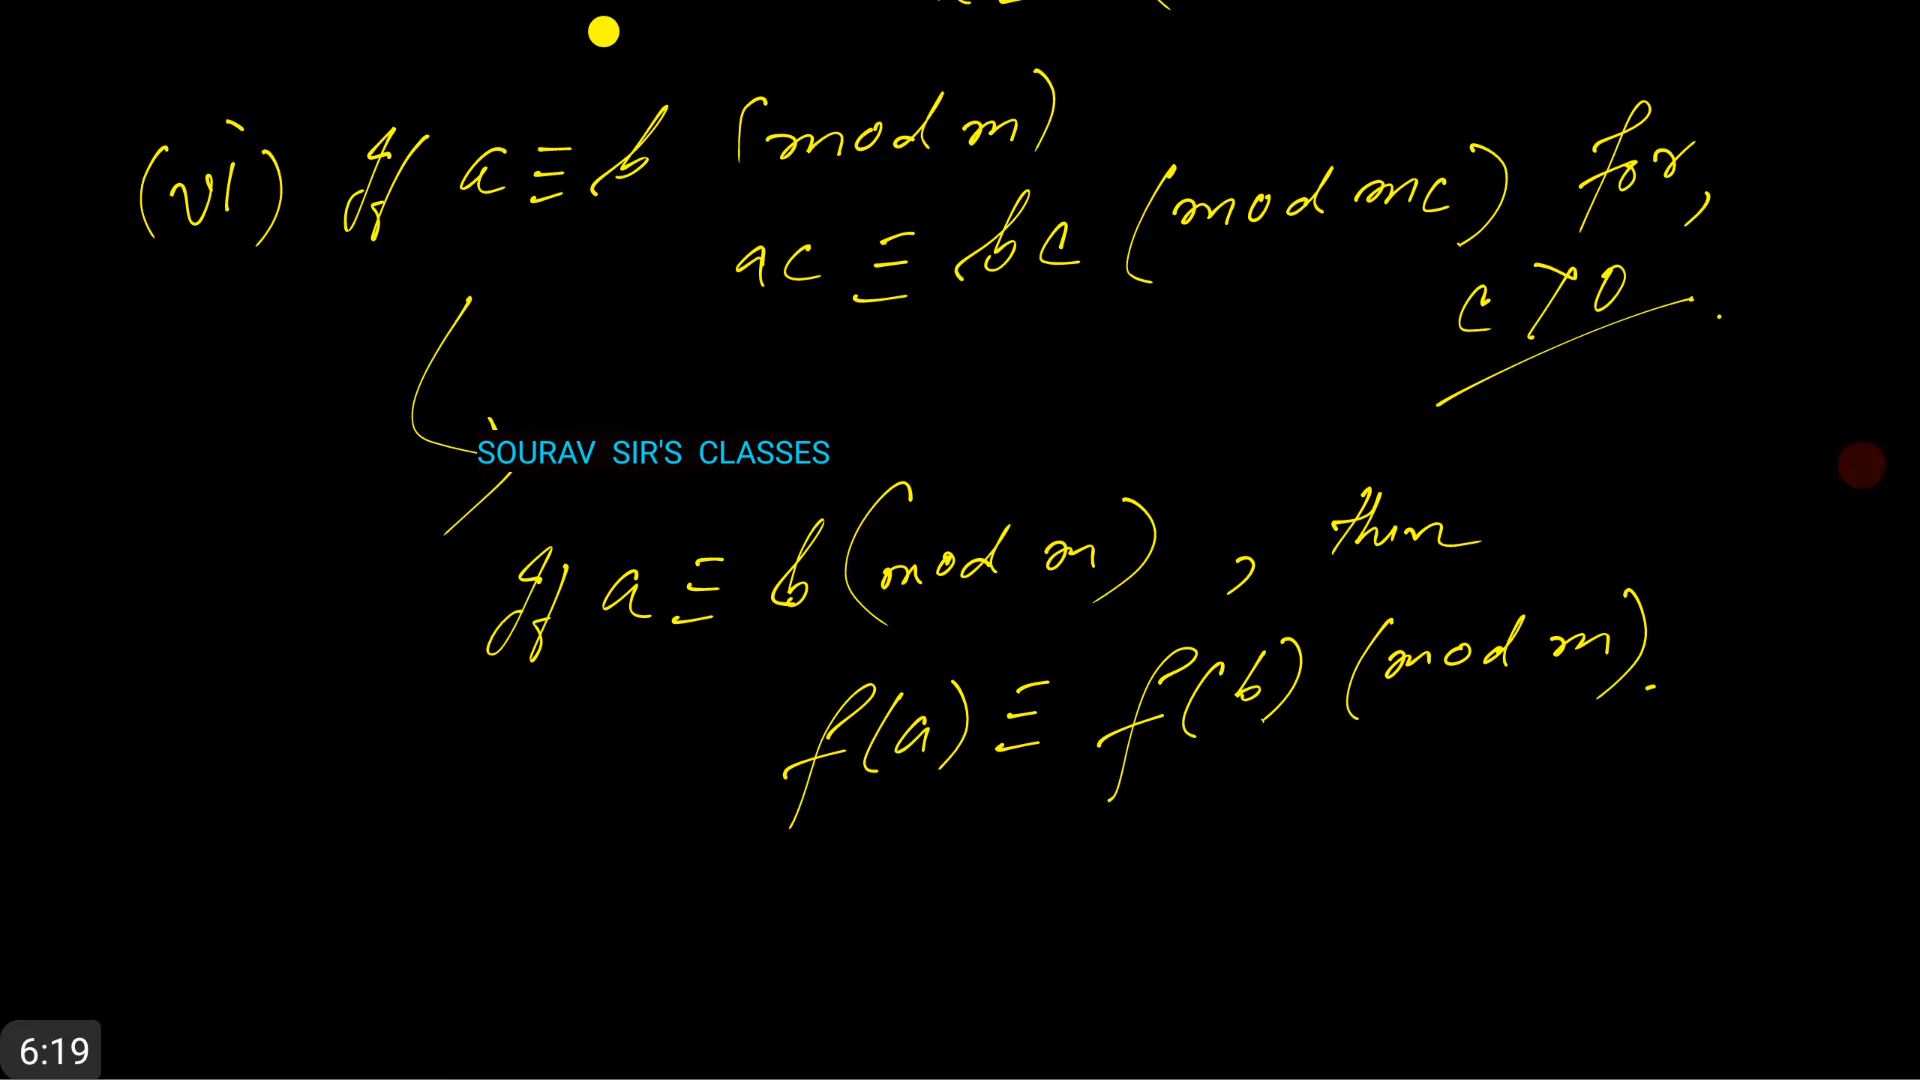 (vi) If a ≡ b (mod m)
ac ≡ bc (mod mc) for,
c > 0.
SOURAV SIR'S CLASSES
If a ≡ b (mod m), then
f(a) ≡ f(b) (mod m).
6:19